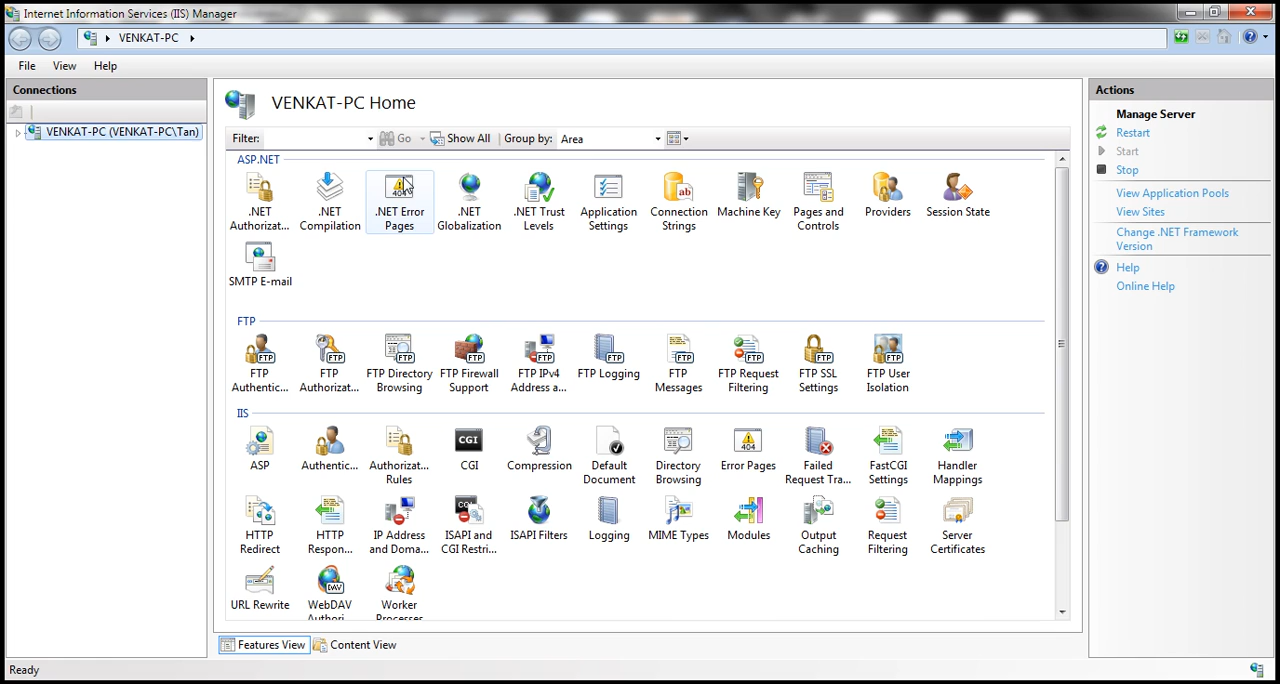 Internet Information Services (IIS) Manager
VENKAT-PC
File View Help
Connections
VENKAT-PC (VENKAT-PC\Tan)
VENKAT-PC Home
Filter: Go Show All Group by: Area
ASP.NET
.NET Authorizat...
.NET Compilation
.NET Error Pages
.NET Globalization
.NET Trust Levels
Application Settings
Connection Strings
Machine Key
Pages and Controls
Providers
Session State
SMTP E-mail
FTP
FTP Authentic...
FTP Authorizat...
FTP Directory Browsing
FTP Firewall Support
FTP IPv4 Address a...
FTP Logging
FTP Messages
FTP Request Filtering
FTP SSL Settings
FTP User Isolation
IIS
ASP
Authentic...
Authorizat... Rules
CGI
Compression
Default Document
Directory Browsing
Error Pages
Failed Request Tra...
FastCGI Settings
Handler Mappings
HTTP Redirect
HTTP Respon...
IP Address and Doma...
ISAPI and CGI Restri...
ISAPI Filters
Logging
MIME Types
Modules
Output Caching
Request Filtering
Server Certificates
URL Rewrite
WebDAV Authori...
Worker Processes
Features View Content View
Actions
Manage Server
Restart
Start
Stop
View Application Pools
View Sites
Change .NET Framework
Version
Help
Online Help
Ready